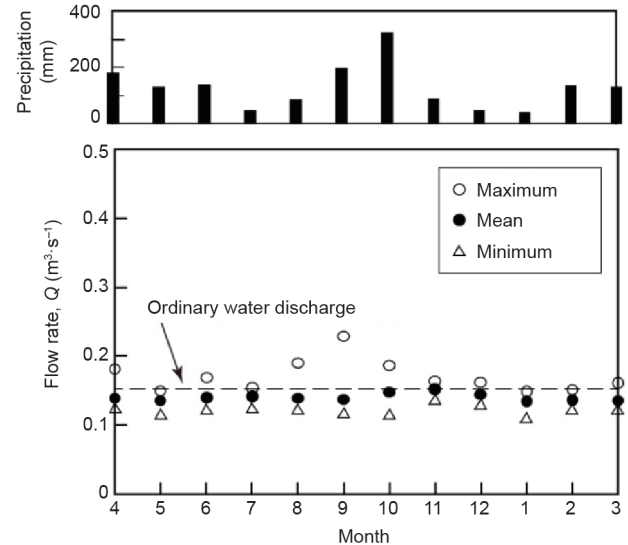 Precipitation
(mm)
400
200
0
Flow rate, Q (m³·s⁻¹)
0.5
0.4
0.3
0.2
0.1
0
Maximum
Mean
Minimum
Ordinary water discharge
4 5 6 7 8 9 10 11 12 1 2 3
Month